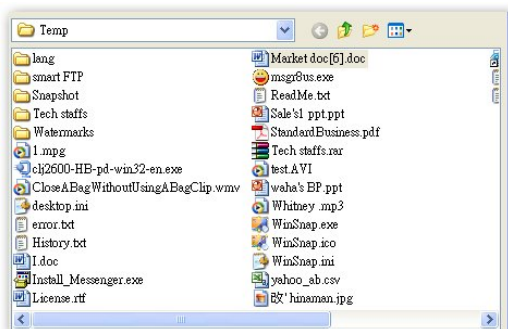 Temp
lang
smart FTP
Snapshot
Tech staffs
Watermarks
1.mpg
clj2600-HB-pd-win32-en.exe
CloseABagWithoutUsingABagClip.wmv
desktop.ini
error.txt
History.txt
I.doc
Install_Messenger.exe
License.rtf
Market doc[6].doc
msgr8us.exe
ReadMe.txt
Sale's1 ppt.ppt
StandardBusiness.pdf
Tech staffs.rar
test.AVI
waha's BP.ppt
Whitney .mp3
WinSnap.exe
WinSnap.ico
WinSnap.ini
yahoo_ab.csv
改' hinaman.jpg